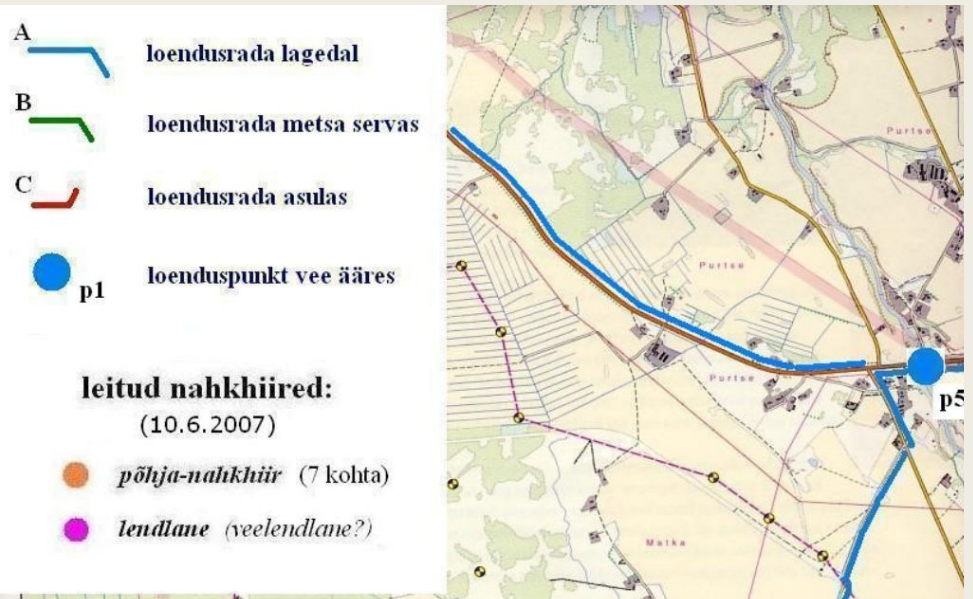 A
loendusrada lagedal
B
loendusrada metsa servas
C
loendusrada asulas
p1
loenduspunkt vee ääres
leitud nahkhiired:
(10.6.2007)
põhja-nahkhiir (7 kohta)
lendlane (veelendlane?)
Purtse
Purtse
Purtse
p5
Matka